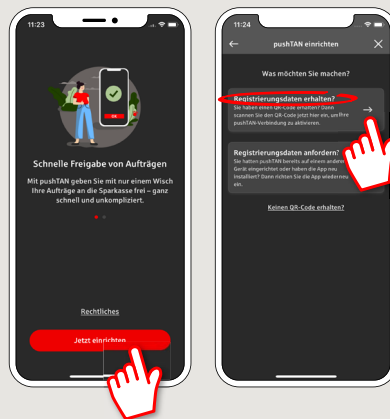 11:23
OK
Schnelle Freigabe von Aufträgen
Mit pushTAN geben Sie mit nur einem Wisch
Ihre Aufträge an die Sparkasse frei – ganz
schnell und unkompliziert.
Rechtliches
Jetzt einrichten
11:24
pushTAN einrichten
Was möchten Sie machen?
Registrierungsdaten erhalten?
Sie haben einen QR-Code erhalten? Dann
scannen Sie den QR-Code jetzt hier ein, um Ihre
pushTAN-Verbindung zu aktivieren.
Registrierungsdaten anfordern?
Sie hatten pushTAN bereits auf einem anderen
Gerät eingerichtet oder haben die App neu
installiert? Dann richten Sie die App wieder neu
ein.
Keinen QR-Code erhalten?